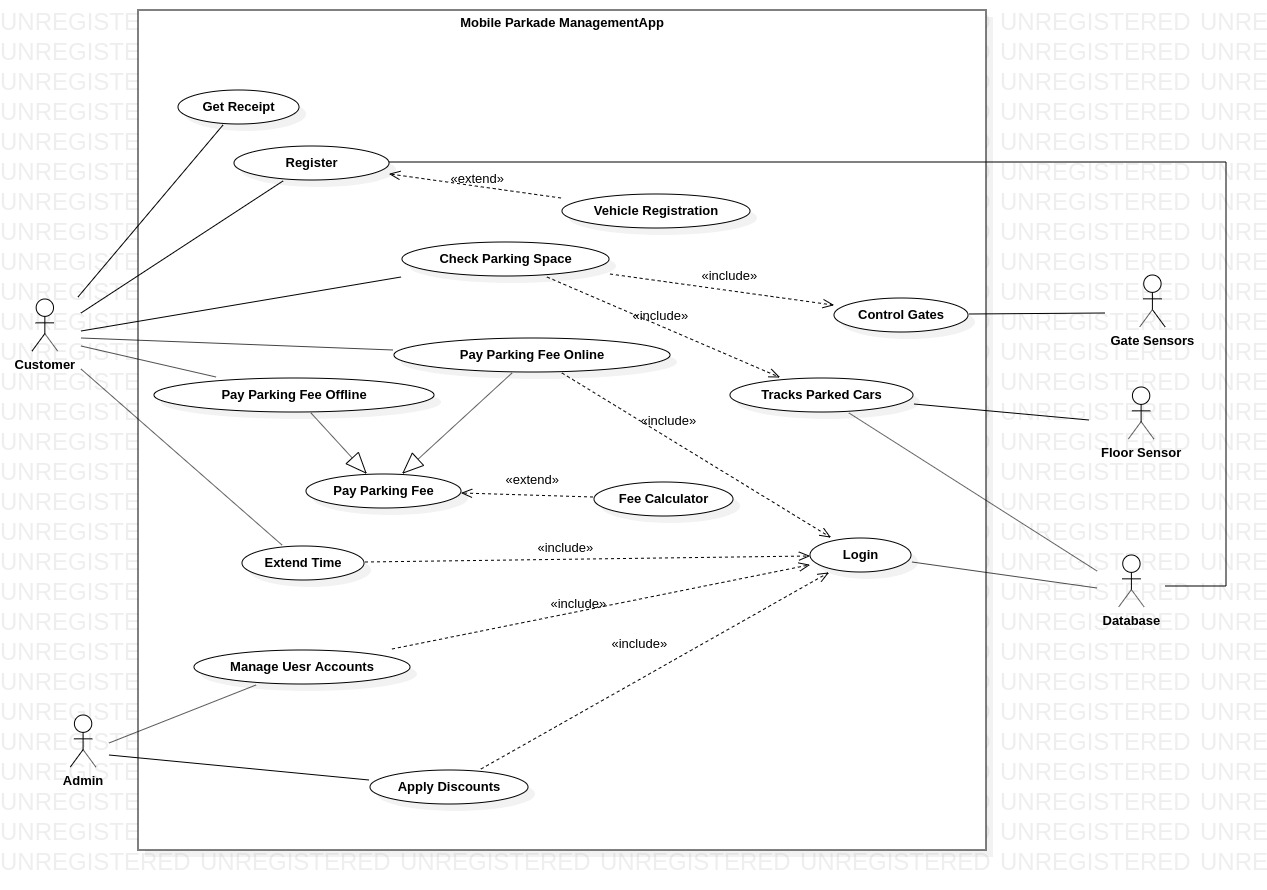 Mobile Parkade ManagementApp
Get Receipt
Register
«extend»
Vehicle Registration
Check Parking Space
«include»
Control Gates
«include»
Gate Sensors
Customer
Pay Parking Fee Online
Pay Parking Fee Offline
Tracks Parked Cars
«include»
Floor Sensor
Pay Parking Fee
«extend»
Fee Calculator
Extend Time
«include»
Login
«include»
Database
«include»
Manage Uesr Accounts
Admin
Apply Discounts
UNREGISTERED UNREGISTERED UNREGISTERED UNREGISTERED UNREGISTERED UNREGISTERED UNRE